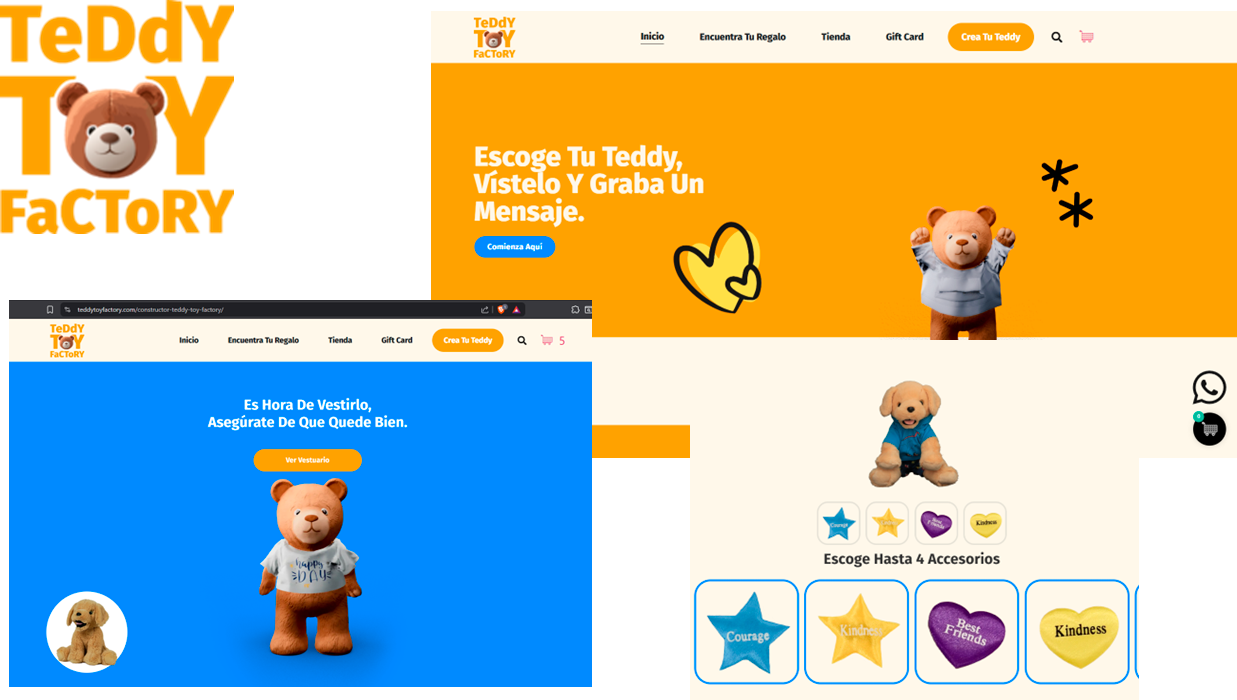 TeDdY
TOY
FaCToRY
TeDdY
TOY
FaCToRY
Inicio
Encuentra Tu Regalo
Tienda
Gift Card
Crea Tu Teddy
Escoge Tu Teddy,
Vístelo Y Graba Un
Mensaje.
Comienza Aquí
teddytoyfactory.com/constructor-teddy-toy-factory/
TeDdY
TOY
FaCToRY
Inicio
Encuentra Tu Regalo
Tienda
Gift Card
Crea Tu Teddy
5
Es Hora De Vestirlo,
Asegúrate De Que Quede Bien.
Ver Vestuario
happy
DAY
0
Courage
Best
Friends
Kindness
Escoge Hasta 4 Accesorios
Courage
Kindness
Best
Friends
Kindness